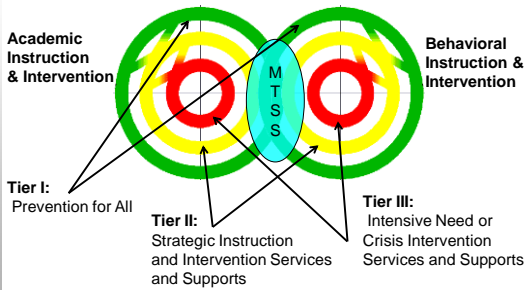 Academic
Instruction
& Intervention
M
T
S
S
Behavioral
Instruction &
Intervention
Tier I:
Prevention for All
Tier II:
Strategic Instruction
and Intervention Services
and Supports
Tier III:
Intensive Need or
Crisis Intervention
Services and Supports